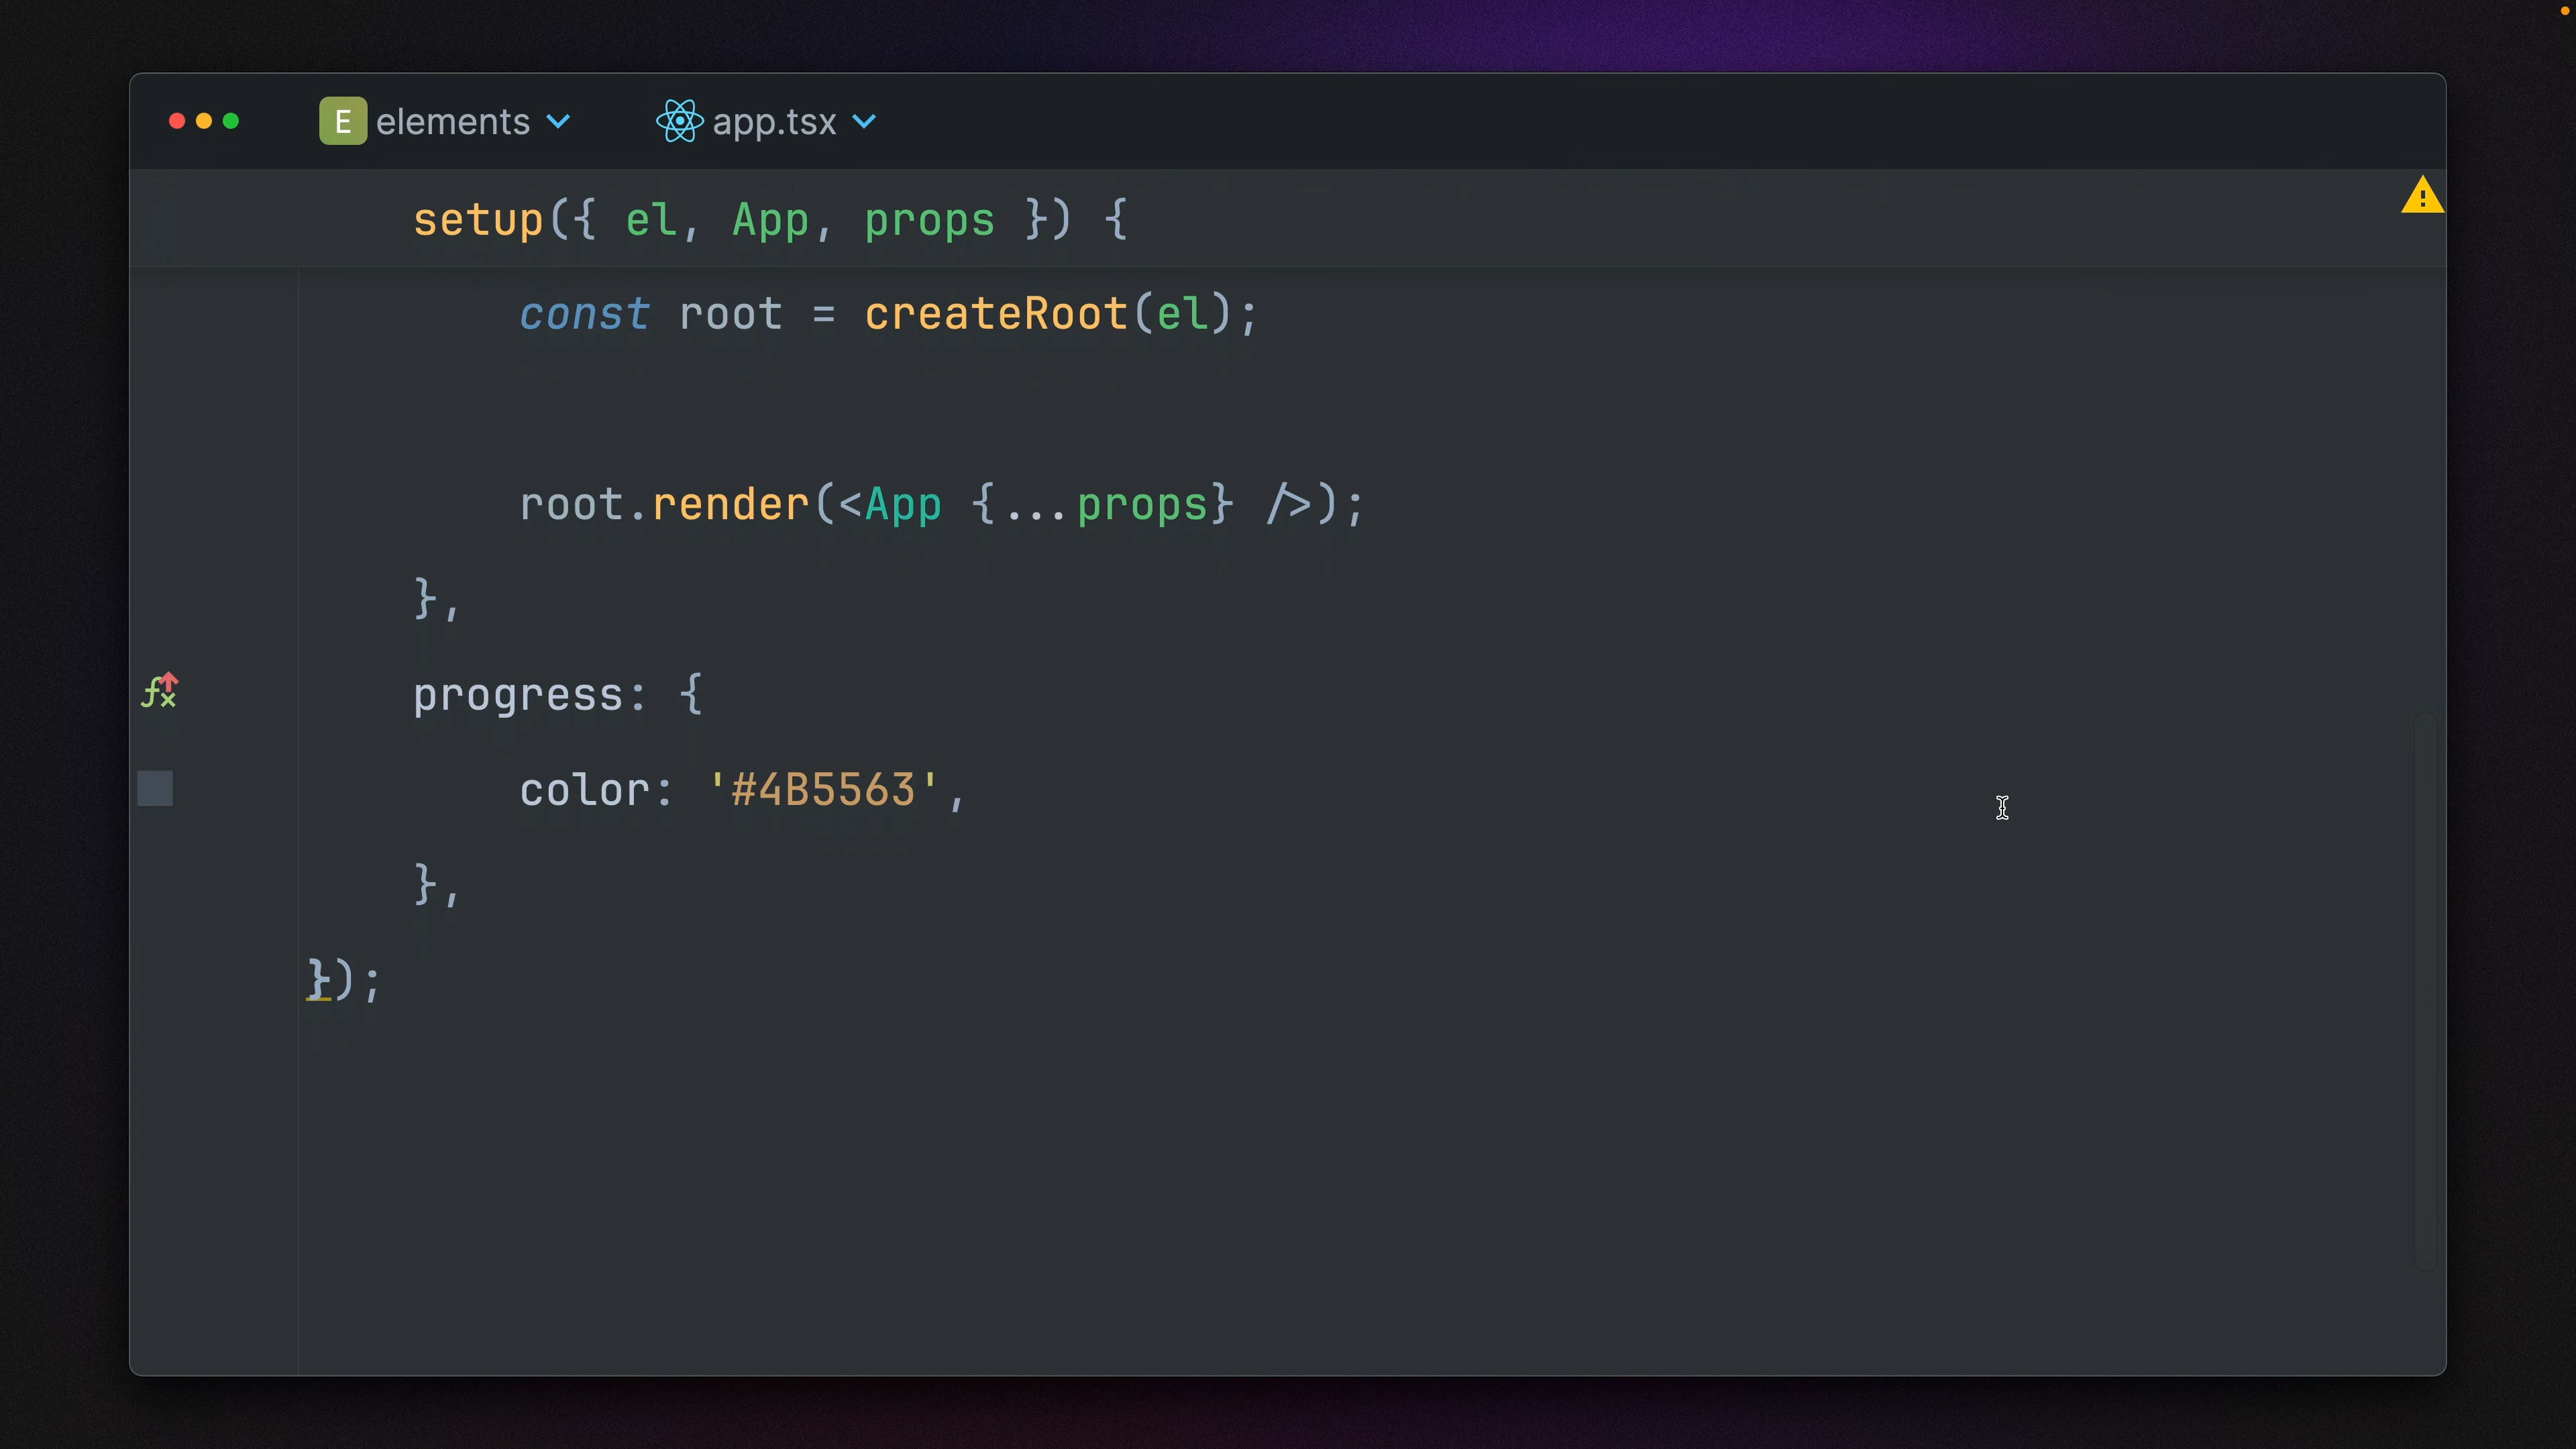 E elements app.tsx
setup({ el, App, props }) {
const root = createRoot(el);
root.render(<App {...props} />);
},
progress: {
color: '#4B5563',
},
});